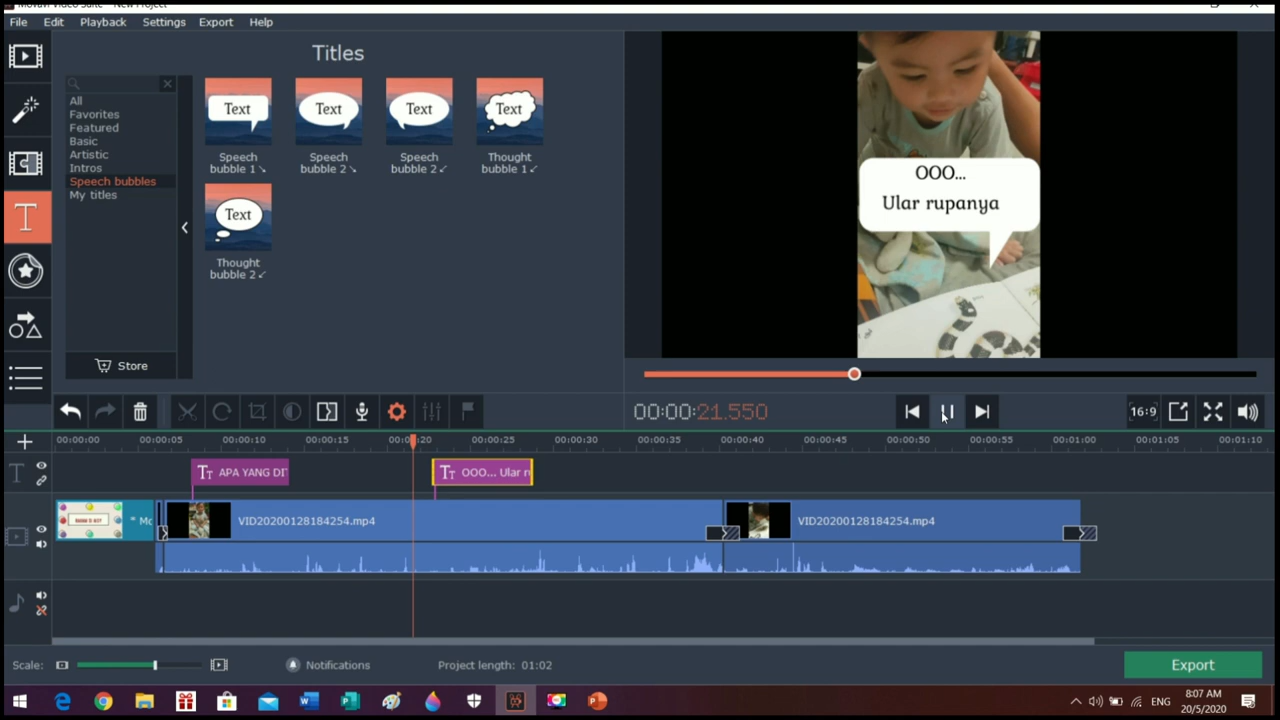 Movavi Video Suite - New Project
File Edit Playback Settings Export Help
Titles
All
Favorites
Featured
Basic
Artistic
Intros
Speech bubbles
My titles
Store
Text
Speech
bubble 1↘
Text
Speech
bubble 2↘
Text
Speech
bubble 2↙
Text
Thought
bubble 1↙
Text
Thought
bubble 2↙
OOO...
Ular rupanya
00:00:21.550
16:9
00:00:00 00:00:05 00:00:10 00:00:15 00:00:20 00:00:25 00:00:30 00:00:35 00:00:40 00:00:45 00:00:50 00:00:55 00:01:00 00:01:05 00:01:10
APA YANG DI
OOO... Ular r
* Mc
VID20200128184254.mp4
VID20200128184254.mp4
Scale:
Notifications
Project length: 01:02
Export
ENG
8:07 AM
20/5/2020